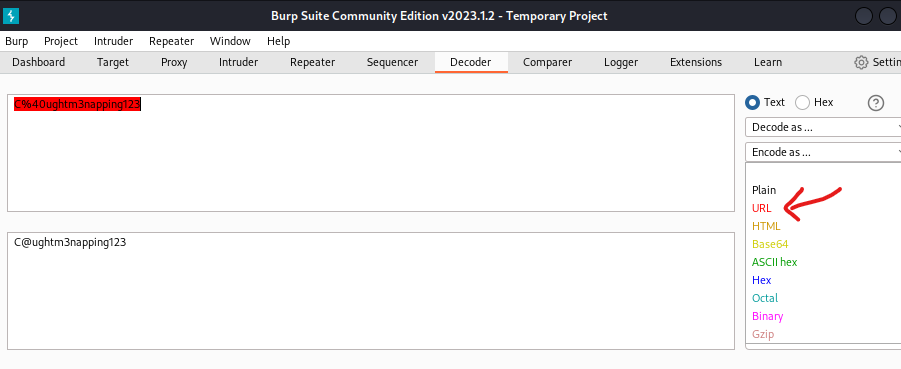 Burp Suite Community Edition v2023.1.2 - Temporary Project
Burp Project Intruder Repeater Window Help
Dashboard Target Proxy Intruder Repeater Sequencer Decoder Comparer Logger Extensions Learn Settin
C%40ughtm3napping123
Text Hex ?
Decode as ...
Encode as ...
Plain
URL
HTML
Base64
ASCII hex
Hex
Octal
Binary
Gzip
C@ughtm3napping123